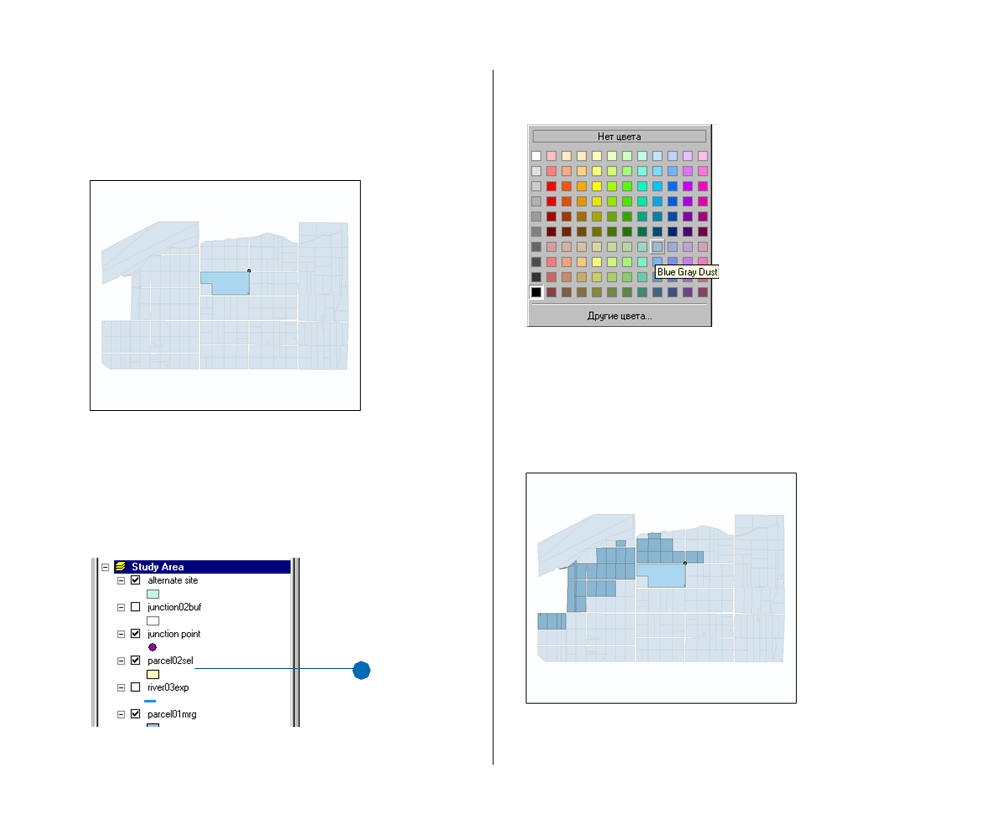 Study Area
alternate site
junction02buf
junction point
parcel02sel
river03exp
parcel01mrg
Нет цвета
Blue Gray Dust
Другие цвета...